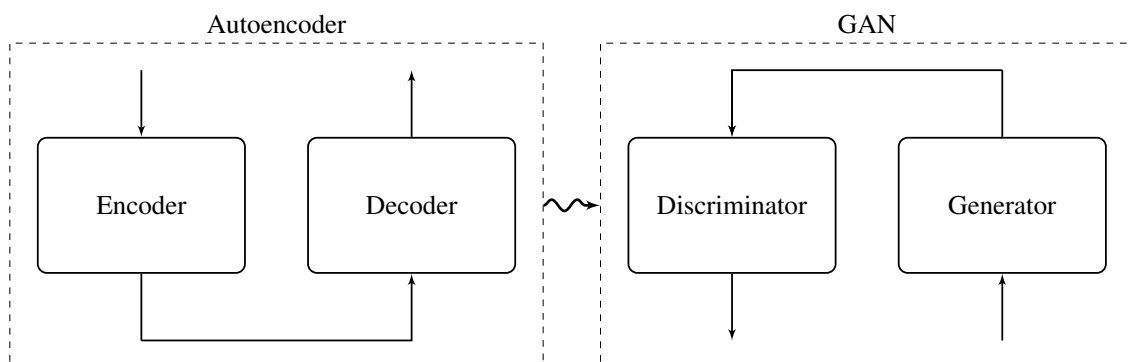 Autoencoder
GAN
Encoder
Decoder
Discriminator
Generator